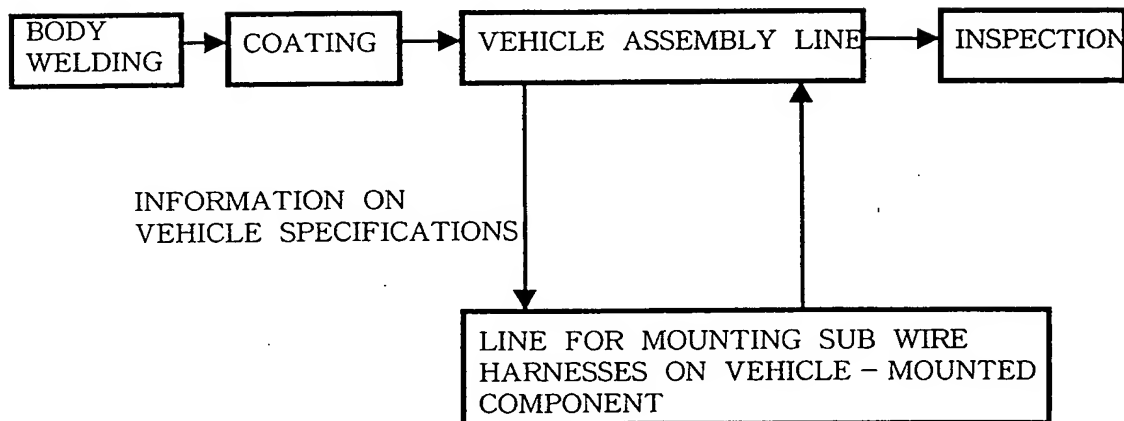 BODY
WELDING
COATING
VEHICLE ASSEMBLY LINE
INSPECTION
INFORMATION ON
VEHICLE SPECIFICATIONS
LINE FOR MOUNTING SUB WIRE
HARNESSES ON VEHICLE – MOUNTED
COMPONENT